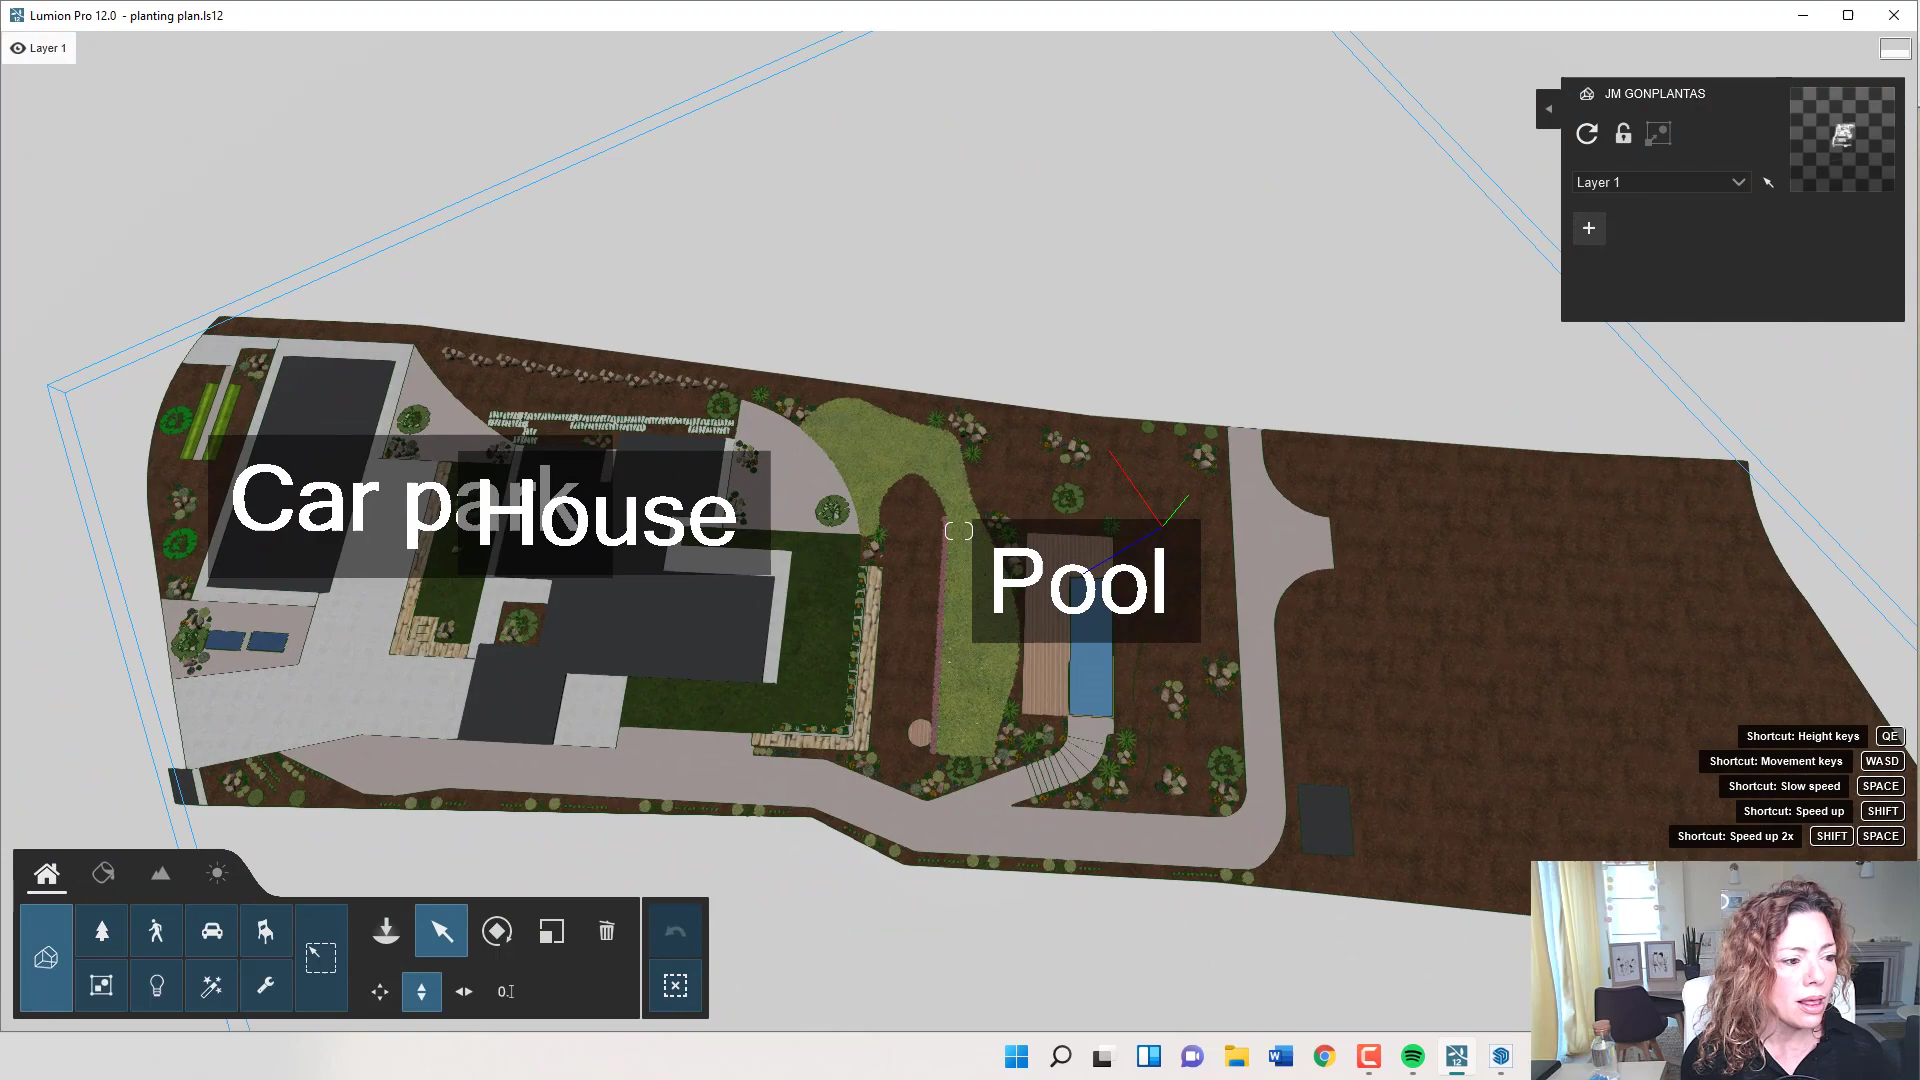 Lumion Pro 12.0 - planting plan.ls12
Layer 1
JM GONPLANTAS
Layer 1
+
Car park
House
Pool
Shortcut: Height keys QE
Shortcut: Movement keys WASD
Shortcut: Slow speed SPACE
Shortcut: Speed up SHIFT
Shortcut: Speed up 2x SHIFT SPACE
0.
12